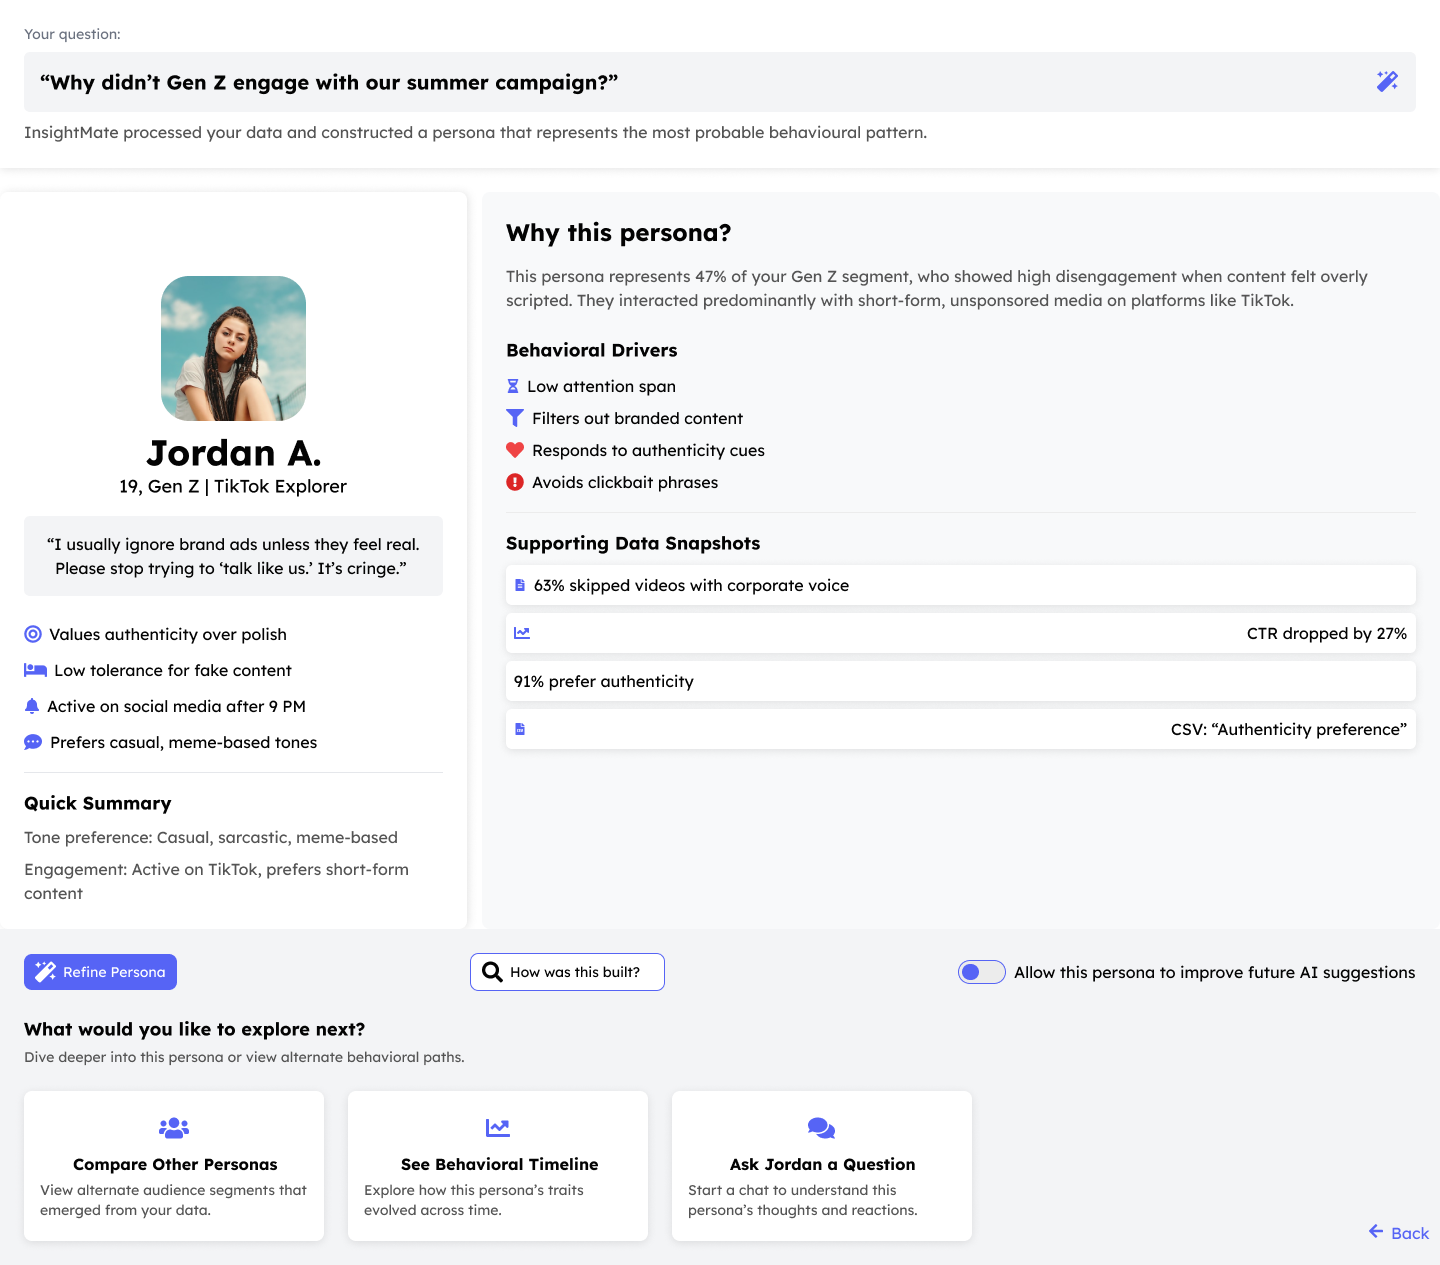 Your question:
“Why didn’t Gen Z engage with our summer campaign?”
InsightMate processed your data and constructed a persona that represents the most probable behavioural pattern.
Jordan A.
19, Gen Z | TikTok Explorer
“I usually ignore brand ads unless they feel real.
Please stop trying to ‘talk like us.’ It’s cringe.”
Values authenticity over polish
Low tolerance for fake content
Active on social media after 9 PM
Prefers casual, meme-based tones
Quick Summary
Tone preference: Casual, sarcastic, meme-based
Engagement: Active on TikTok, prefers short-form
content
Why this persona?
This persona represents 47% of your Gen Z segment, who showed high disengagement when content felt overly
scripted. They interacted predominantly with short-form, unsponsored media on platforms like TikTok.
Behavioral Drivers
Low attention span
Filters out branded content
Responds to authenticity cues
Avoids clickbait phrases
Supporting Data Snapshots
63% skipped videos with corporate voice
CTR dropped by 27%
91% prefer authenticity
CSV: “Authenticity preference”
Refine Persona
How was this built?
Allow this persona to improve future AI suggestions
What would you like to explore next?
Dive deeper into this persona or view alternate behavioral paths.
Compare Other Personas
View alternate audience segments that
emerged from your data.
See Behavioral Timeline
Explore how this persona’s traits
evolved across time.
Ask Jordan a Question
Start a chat to understand this
persona’s thoughts and reactions.
Back